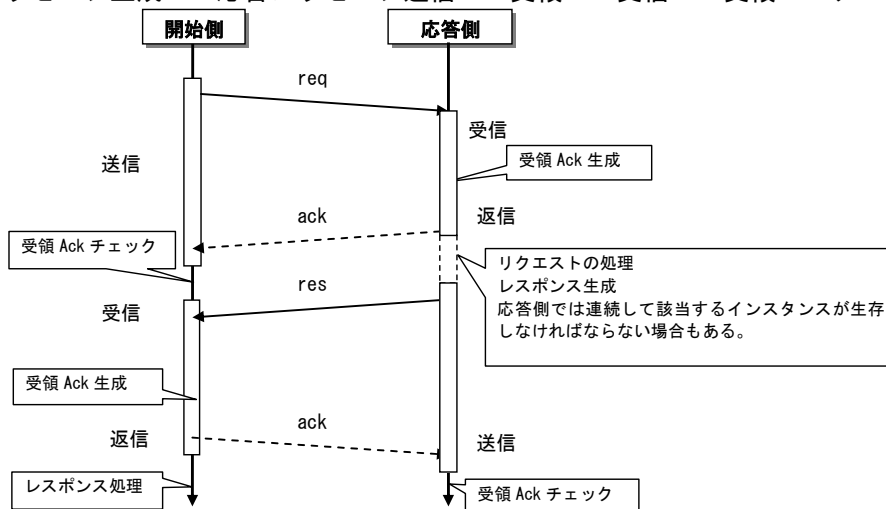 開始側
応答側
req
受信
送信
受領 Ack 生成
ack
返信
受領 Ack チェック
リクエストの処理
レスポンス生成
応答側では連続して該当するインスタンスが生存
しなければならない場合もある。
res
受信
受領 Ack 生成
ack
返信
送信
レスポンス処理
受領 Ack チェック